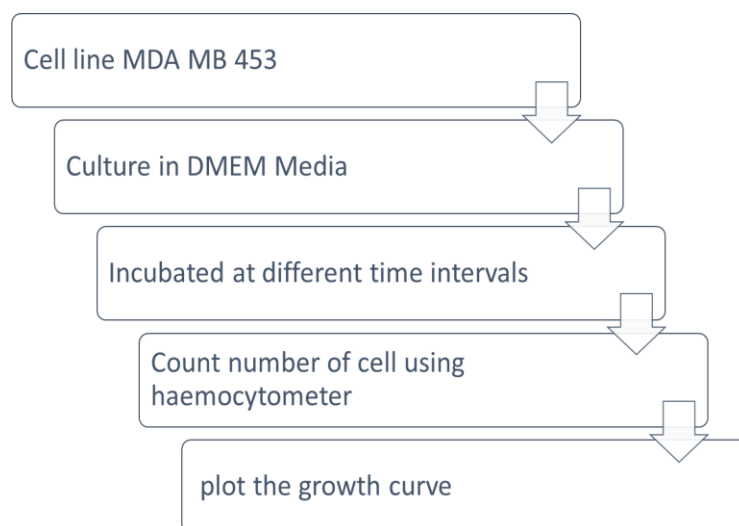 Cell line MDA MB 453
Culture in DMEM Media
Incubated at different time intervals
Count number of cell using
haemocytometer
plot the growth curve